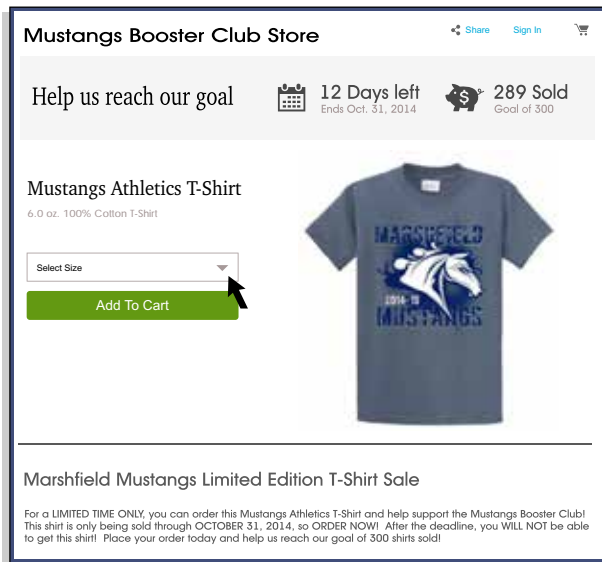 Mustangs Booster Club Store
Share
Sign In
Help us reach our goal
12 Days left
Ends Oct. 31, 2014
289 Sold
Goal of 300
$
Mustangs Athletics T-Shirt
6.0 oz. 100% Cotton T-Shirt
Select Size
Add To Cart
MARSHFIELD
2014-15
MUSTANGS
Marshfield Mustangs Limited Edition T-Shirt Sale
For a LIMITED TIME ONLY, you can order this Mustangs Athletics T-Shirt and help support the Mustangs Booster Club!
This shirt is only being sold through OCTOBER 31, 2014, so ORDER NOW!  After the deadline, you WILL NOT be able
to get this shirt!  Place your order today and help us reach our goal of 300 shirts sold!